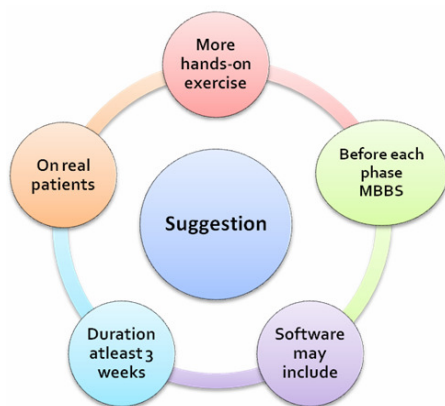 More
hands-on
exercise
On real
patients
Before each
phase
MBBS
Suggestion
Duration
atleast 3
weeks
Software
may
include